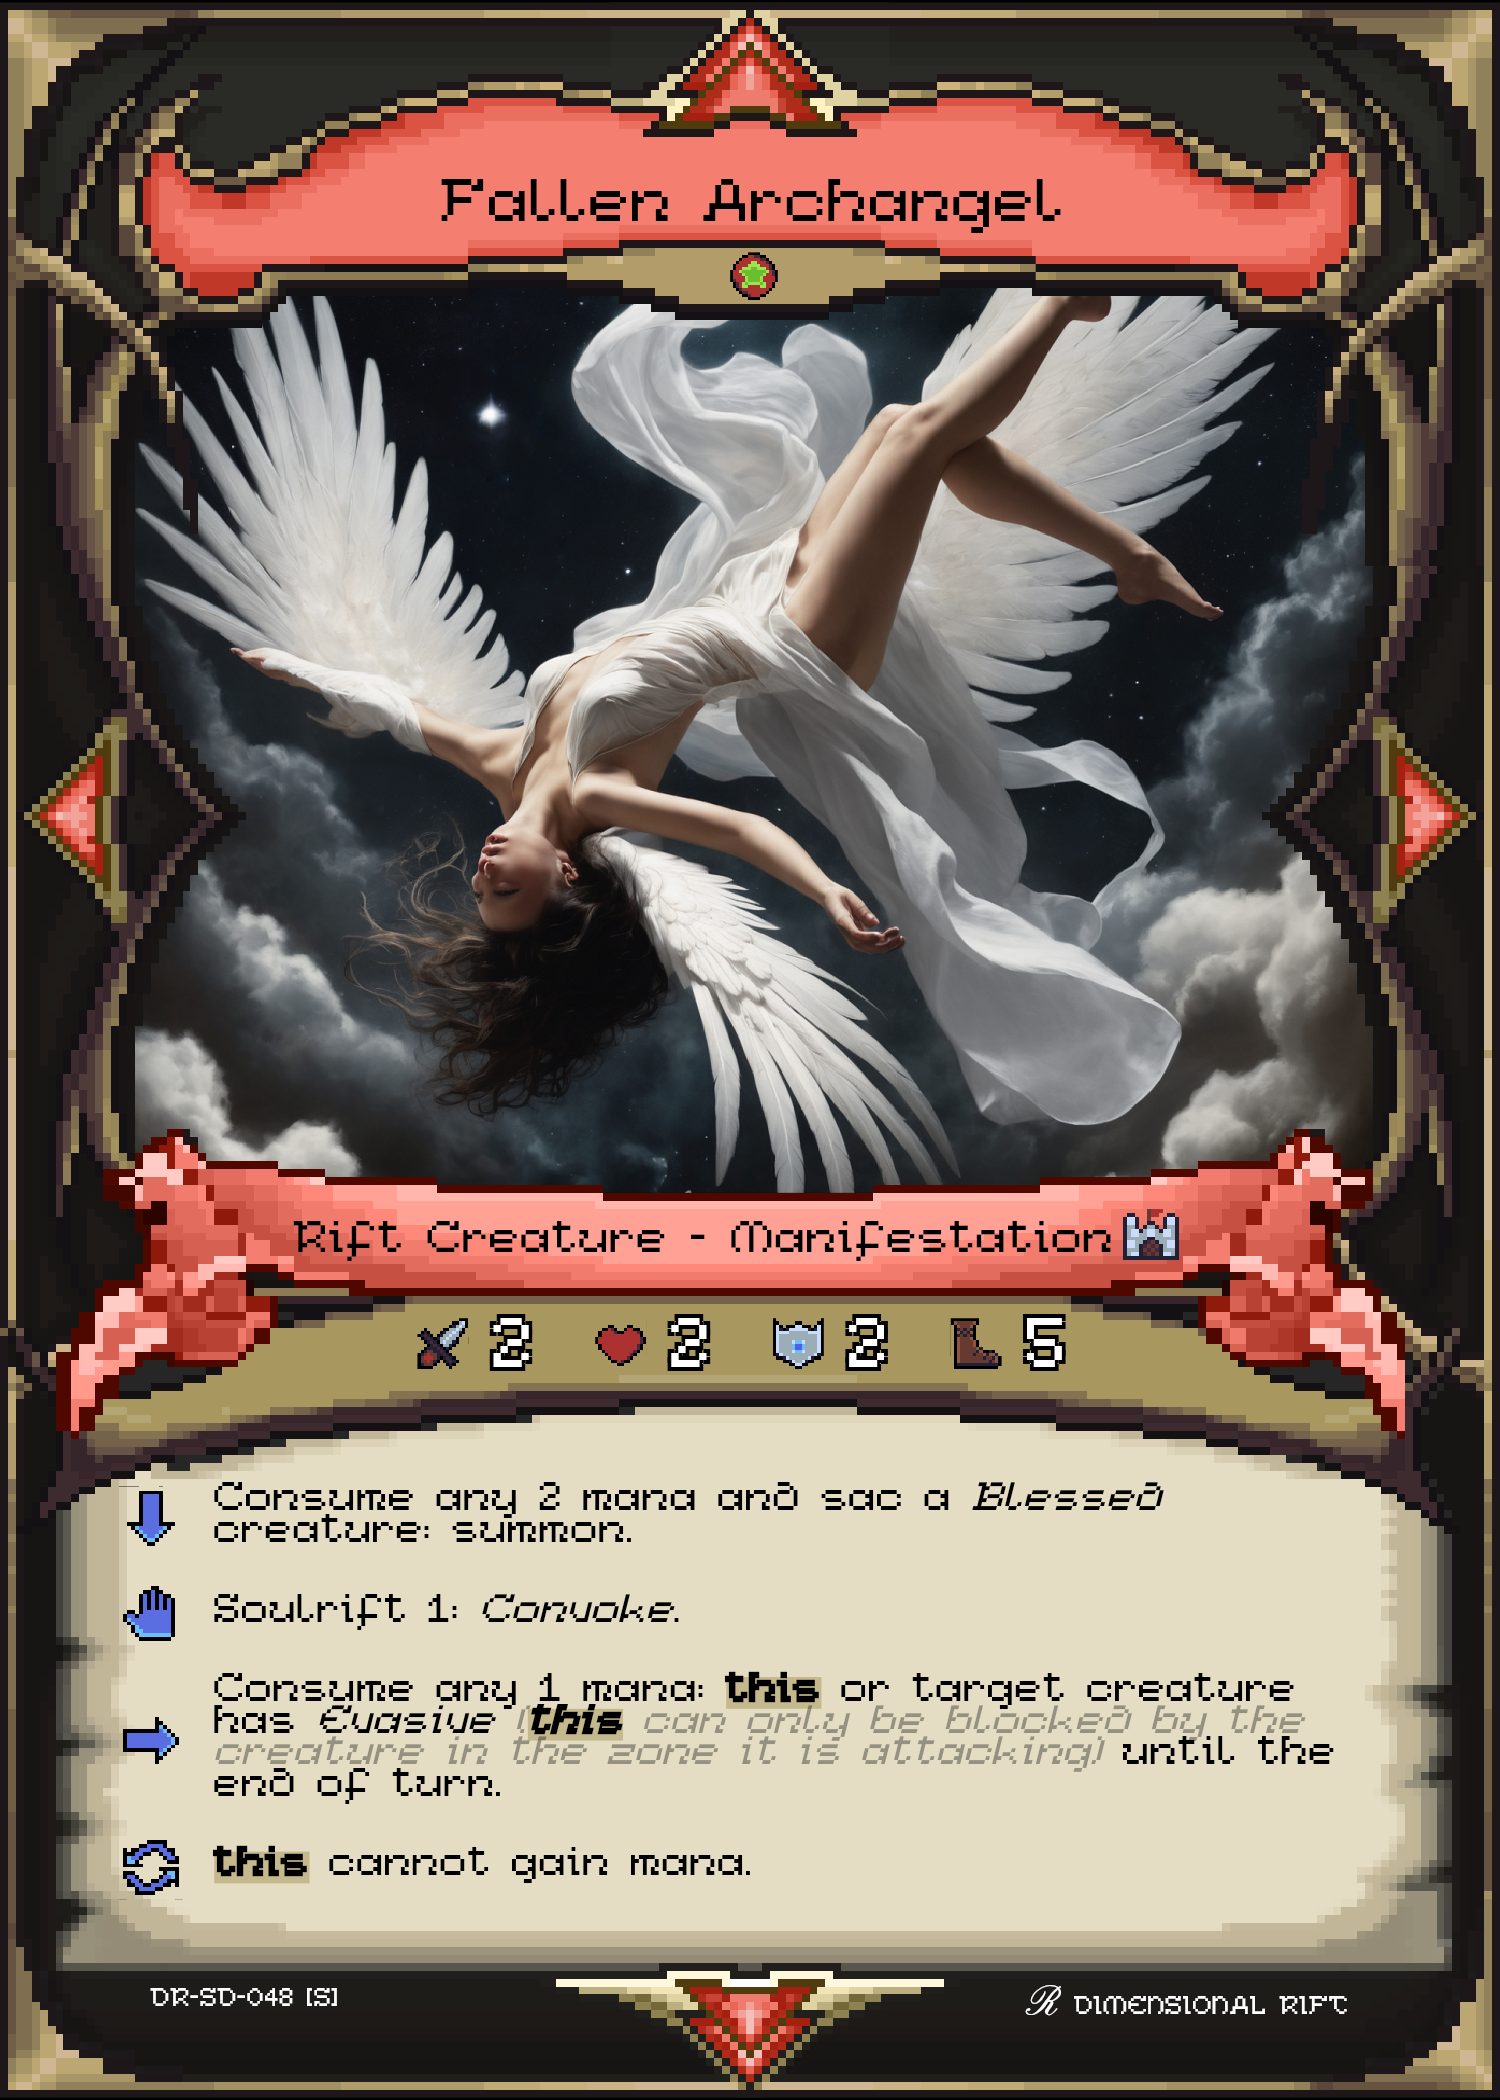 Fallen Archangel
Rift Creature - Manifestation
2 2 2 5
Consume any 2 mana and sac a Blessed
creature: summon.
Soulrift 1: Convoke.
Consume any 1 mana: this or target creature
has Evasive (this can only be blocked by the
creature in the zone it is attacking) until the
end of turn.
this cannot gain mana.
DR-SD-048 [S]
ℛ DIMENSIONAL RIFT